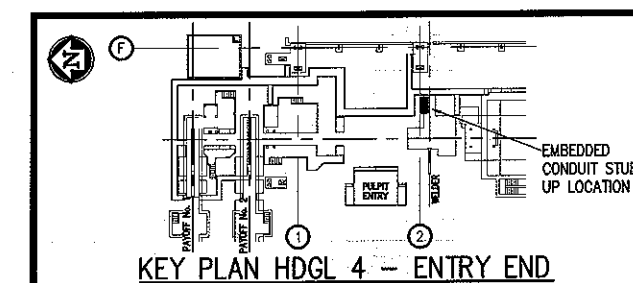 N
F
EMBEDDED
CONDUIT STUB
UP LOCATION
PULPIT
ENTRY
PAYOFF No. 1
PAYOFF No. 2
1
2
WELDER
KEY PLAN HDGL 4 - ENTRY END